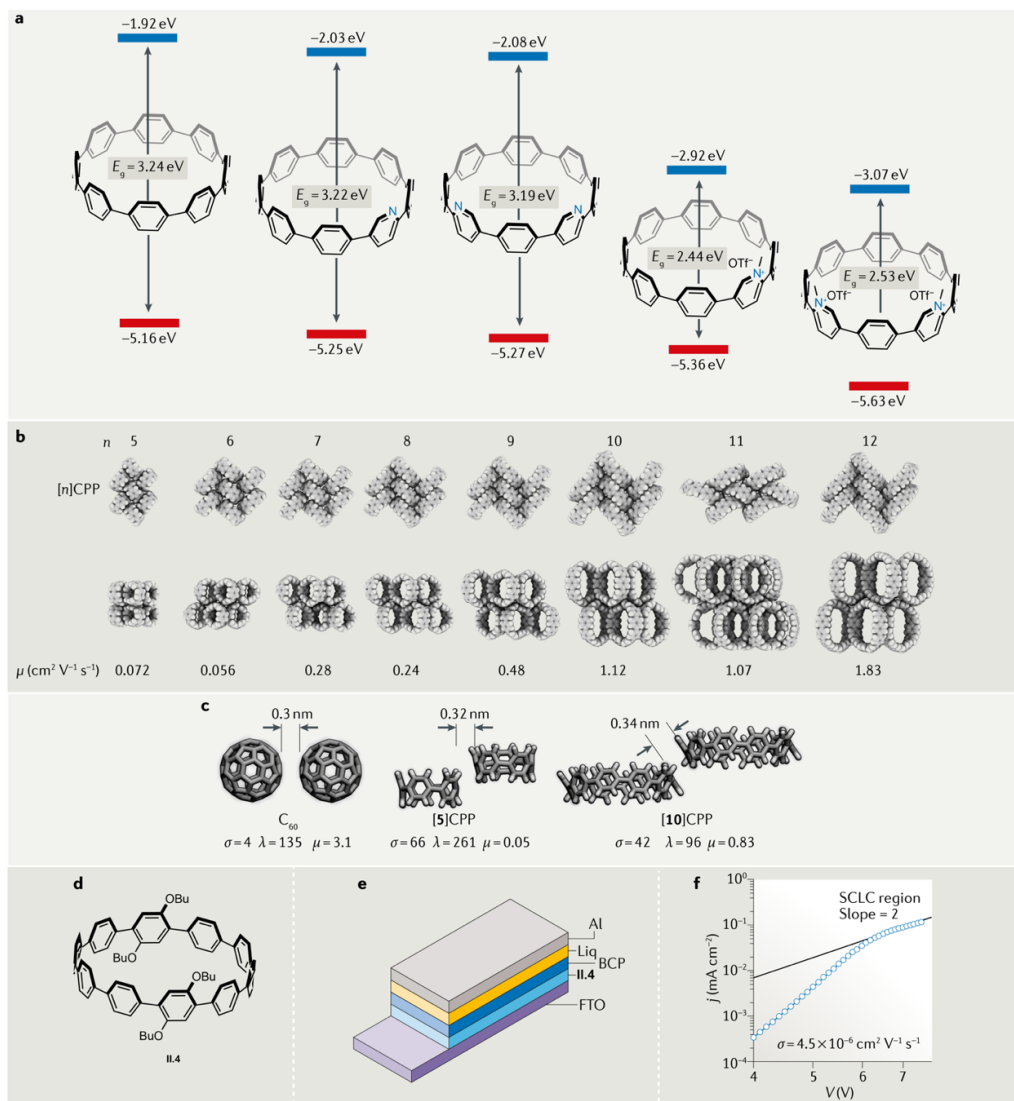 a
−1.92 eV
−2.03 eV
−2.08 eV
−2.92 eV
−3.07 eV
Eg = 3.24 eV
Eg = 3.22 eV
Eg = 3.19 eV
Eg = 2.44 eV
Eg = 2.53 eV
N
N
N
OTf−
N+
N+
OTf−
OTf−
N+
−5.16 eV
−5.25 eV
−5.27 eV
−5.36 eV
−5.63 eV
b
n 5 6 7 8 9 10 11 12
[n]CPP
μ (cm² V−1 s−1) 0.072 0.056 0.28 0.24 0.48 1.12 1.07 1.83
c
0.3 nm
0.32 nm
0.34 nm
C60
[5]CPP
[10]CPP
σ = 4 λ = 135 μ = 3.1
σ = 66 λ = 261 μ = 0.05
σ = 42 λ = 96 μ = 0.83
d
OBu
BuO
OBu
BuO
II.4
e
Al
Liq
BCP
II.4
FTO
f
j (mA cm−2)
10⁰
10−1
10−2
10−3
10−4
SCLC region
Slope = 2
σ = 4.5 × 10−6 cm² V−1 s−1
4 5 6 7
V (V)